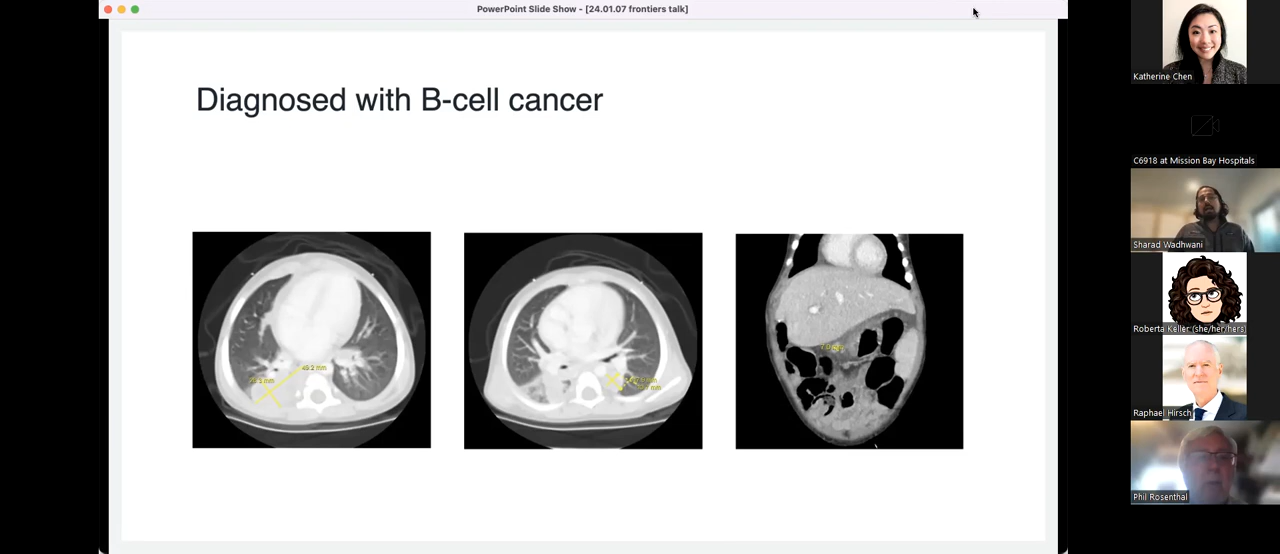 PowerPoint Slide Show - [24.01.07 frontiers talk]
Diagnosed with B-cell cancer
Katherine Chen
C6918 at Mission Bay Hospitals
Sharad Wadhwani
Roberta Keller (she/her/hers)
Raphael Hirsch
Phil Rosenthal